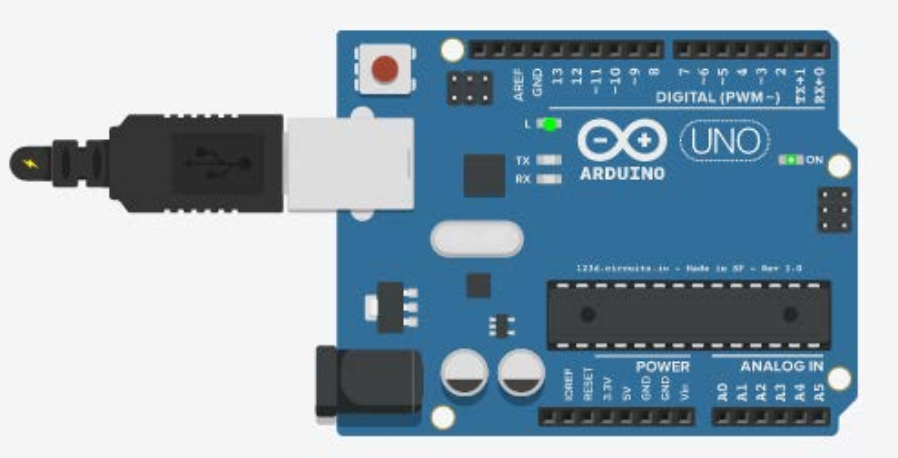 AREF
GND
13
12
~11
~10
~9
8
7
~6
~5
4
~3
2
TX→1
RX←0
DIGITAL (PWM~)
L
TX
RX
ARDUINO
UNO
ON
123d.circuits.io - Made in SF - Rev 1.0
POWER
ANALOG IN
IOREF
RESET
3.3V
5V
GND
GND
Vin
A0
A1
A2
A3
A4
A5